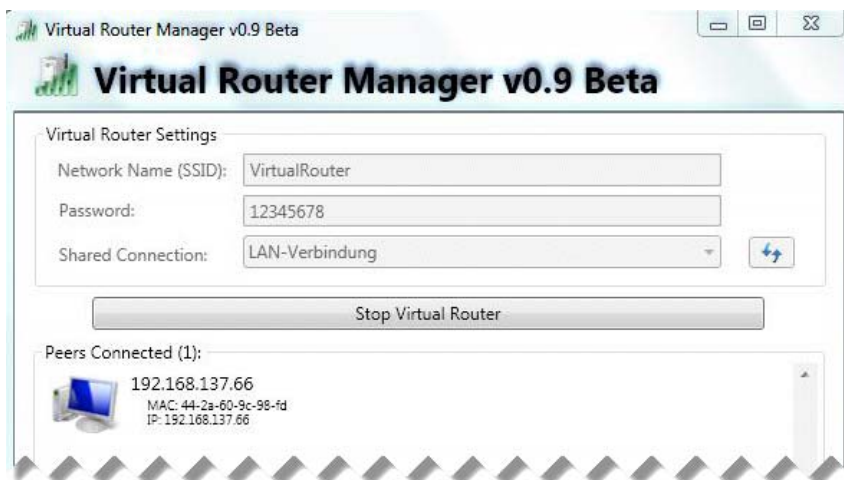 Virtual Router Manager v0.9 Beta
Virtual Router Manager v0.9 Beta
Virtual Router Settings
Network Name (SSID): VirtualRouter
Password: 12345678
Shared Connection: LAN-Verbindung
Stop Virtual Router
Peers Connected (1):
192.168.137.66
MAC: 44-2a-60-9c-98-fd
IP: 192.168.137.66